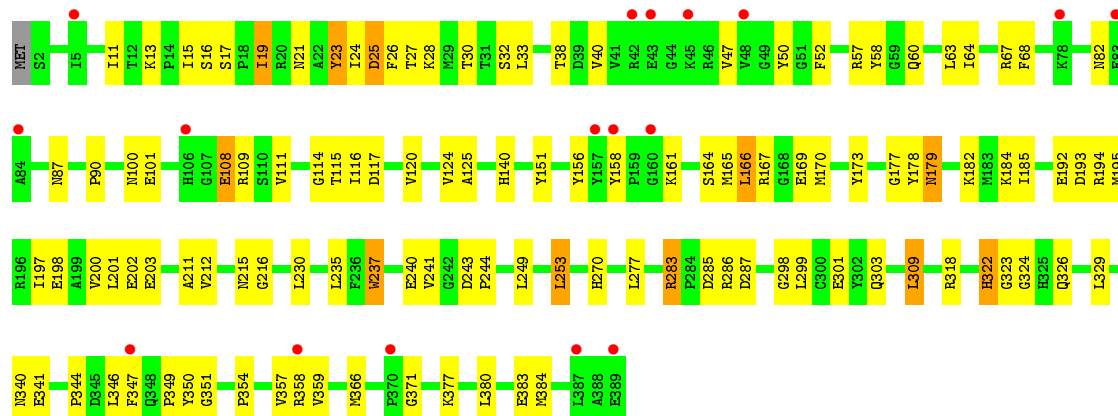 MET S2 I5 I11 T12 K13 P14 I15 S16 S17 P18 I19 R20 N21 A22 Y23 I24 D25 F26 T27 K28 M29 T30 T31 S32 L33 T38 D39 V40 V41 R42 E43 G44 K45 R46 V47 V48 G49 Y50 G51 F52 R57 Y58 G59 Q60 L63 I64 R67 F68 K78 N82 E83
A84 N87 P90 N100 E101 H106 G107 E108 R109 S110 V111 G114 T115 I116 D117 V120 V124 A125 H140 Y151 Y156 Y157 Y158 P159 G160 K161 S164 M165 L166 R167 G168 E169 M170 Y173 G177 Y178 N179 K182 M183 K184 I185 E192 D193 R194 M195
R196 I197 E198 A199 V200 L201 E202 E203 A211 V212 N215 G216 L230 L235 F236 W237 E240 V241 G242 D243 P244 L249 L253 H270 L277 R283 P284 D285 R286 D287 G298 L299 C300 E301 Y302 Q303 L309 R318 H322 G323 G324 H325 Q326 L329
N340 E341 P344 D345 L346 F347 Q348 P349 Y350 G351 P354 V357 R358 V359 M366 P370 G371 K377 L380 E383 M384 L387 A388 E389